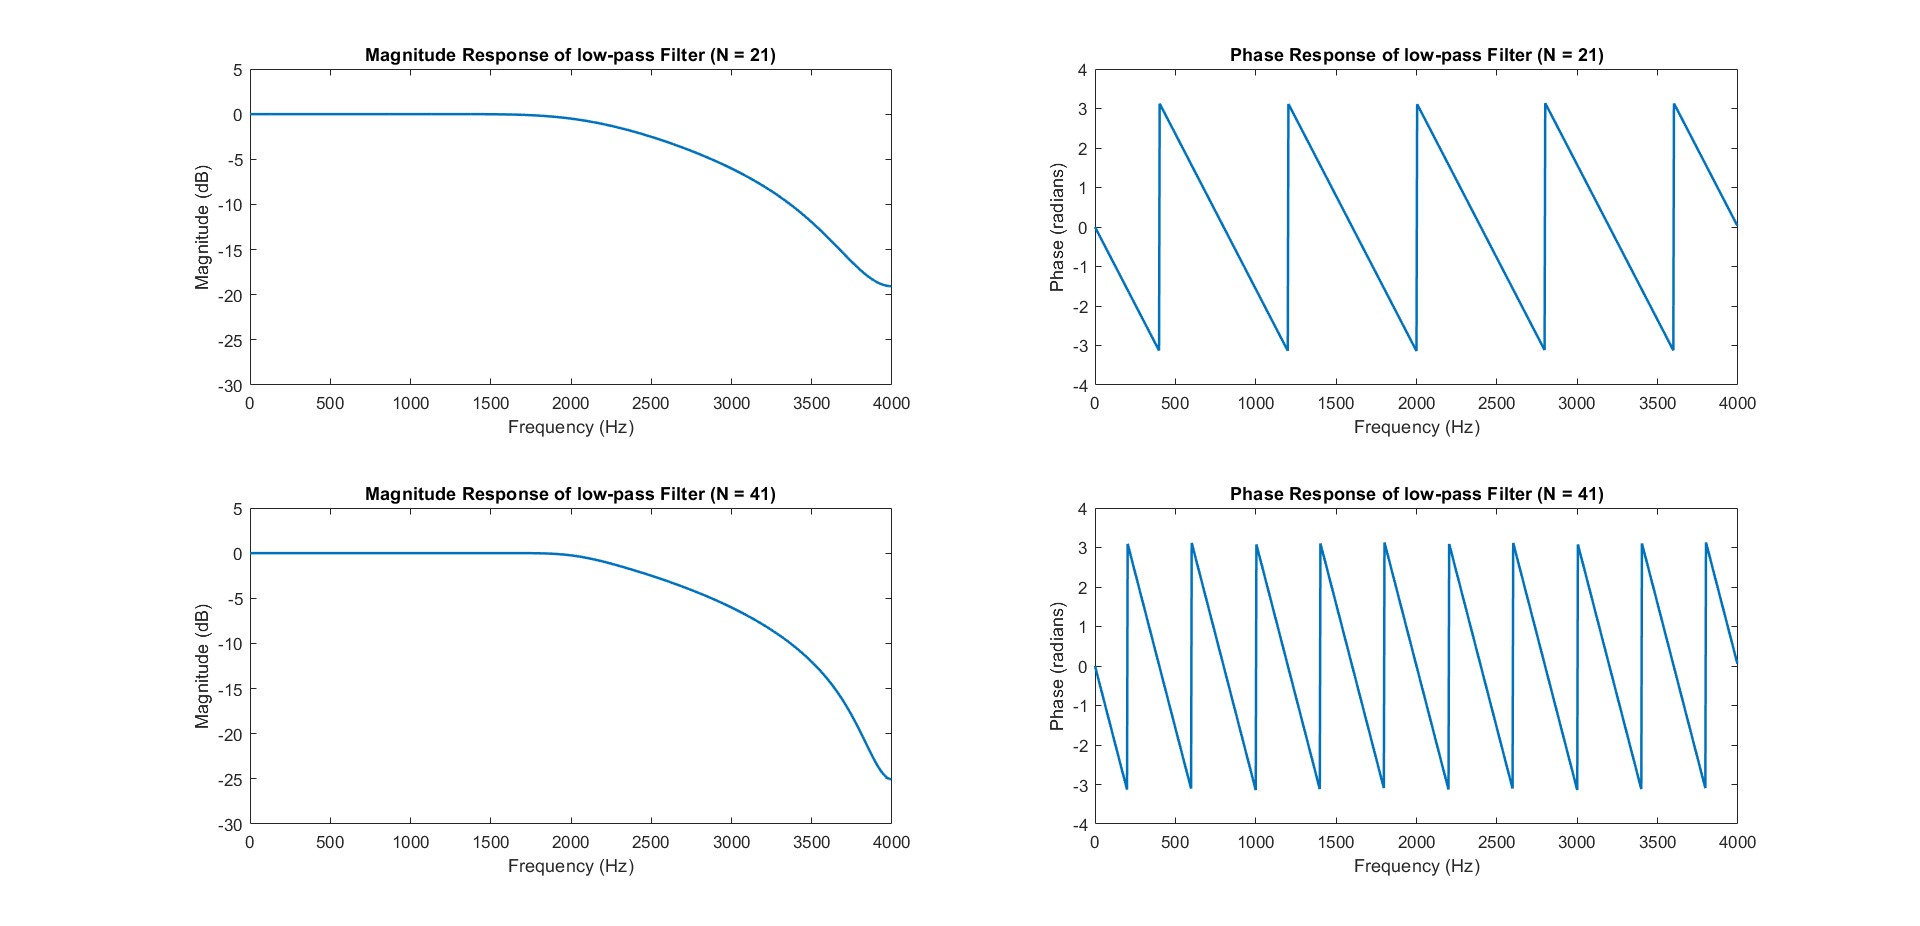 Magnitude Response of low-pass Filter (N = 21)
5
0
-5
-10
-15
-20
-25
-30
Magnitude (dB)
0 500 1000 1500 2000 2500 3000 3500 4000
Frequency (Hz)
Phase Response of low-pass Filter (N = 21)
4
3
2
1
0
-1
-2
-3
-4
Phase (radians)
0 500 1000 1500 2000 2500 3000 3500 4000
Frequency (Hz)
Magnitude Response of low-pass Filter (N = 41)
5
0
-5
-10
-15
-20
-25
-30
Magnitude (dB)
0 500 1000 1500 2000 2500 3000 3500 4000
Frequency (Hz)
Phase Response of low-pass Filter (N = 41)
4
3
2
1
0
-1
-2
-3
-4
Phase (radians)
0 500 1000 1500 2000 2500 3000 3500 4000
Frequency (Hz)